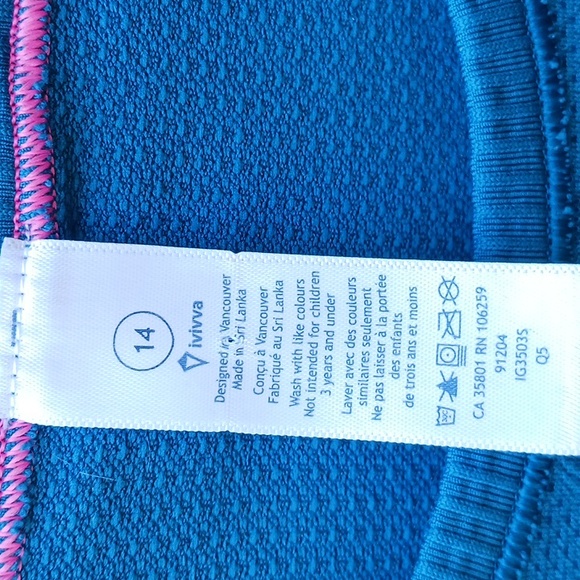 14
ivivva
Designed in Vancouver
Made in Sri Lanka
Conçu à Vancouver
Fabriqué au Sri Lanka
Wash with like colours
Not intended for children
3 years and under
Laver avec des couleurs
similaires seulement
Ne pas laisser à la portée
des enfants
de trois ans et moins
CA 35801 RN 106259
91204
IG3503S
Q5